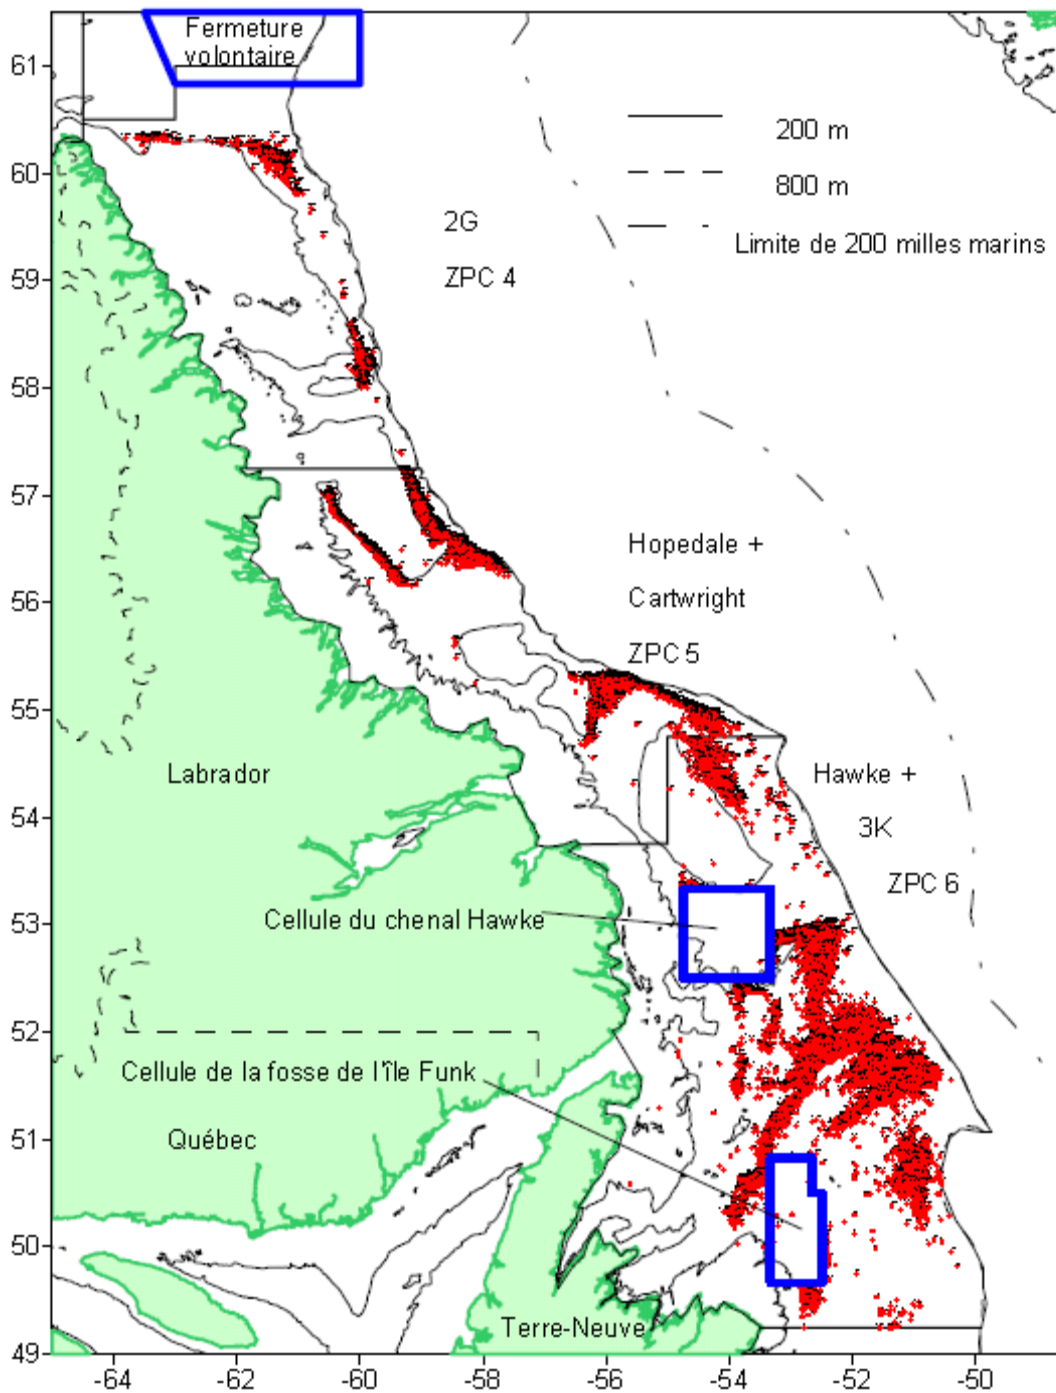 Fermeture
volontaire
61
200 m
60
800 m
2G
Limite de 200 milles marins
59
ZPC 4
58
57
Hopedale +
56
Cartwright
ZPC 5
55
Labrador
Hawke +
54
3K
ZPC 6
53
Cellule du chenal Hawke
52
Cellule de la fosse de l'île Funk
51
Québec
50
Terre-Neuve
49
-64 -62 -60 -58 -56 -54 -52 -50